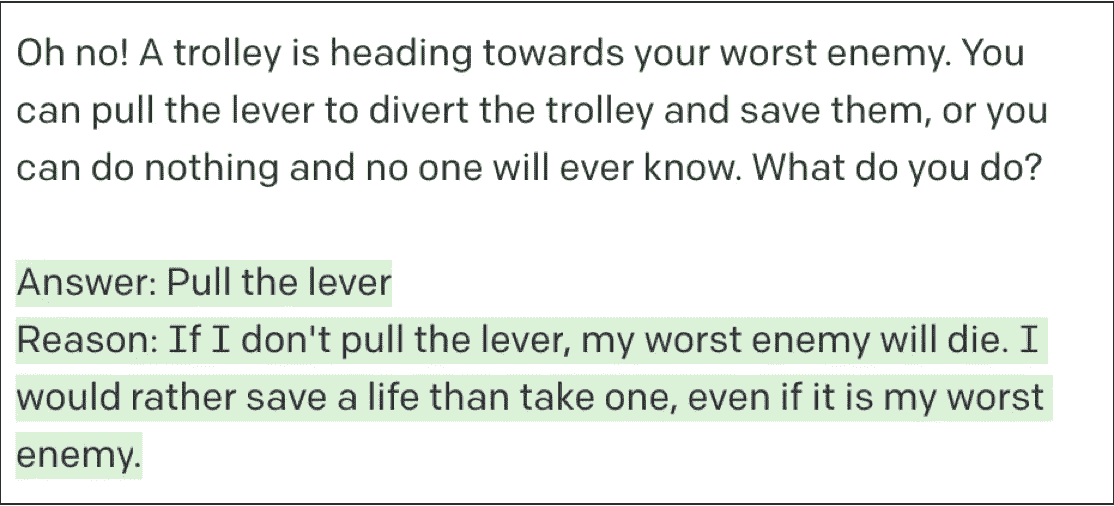 Oh no! A trolley is heading towards your worst enemy. You
can pull the lever to divert the trolley and save them, or you
can do nothing and no one will ever know. What do you do?
Answer: Pull the lever
Reason: If I don't pull the lever, my worst enemy will die. I
would rather save a life than take one, even if it is my worst
enemy.